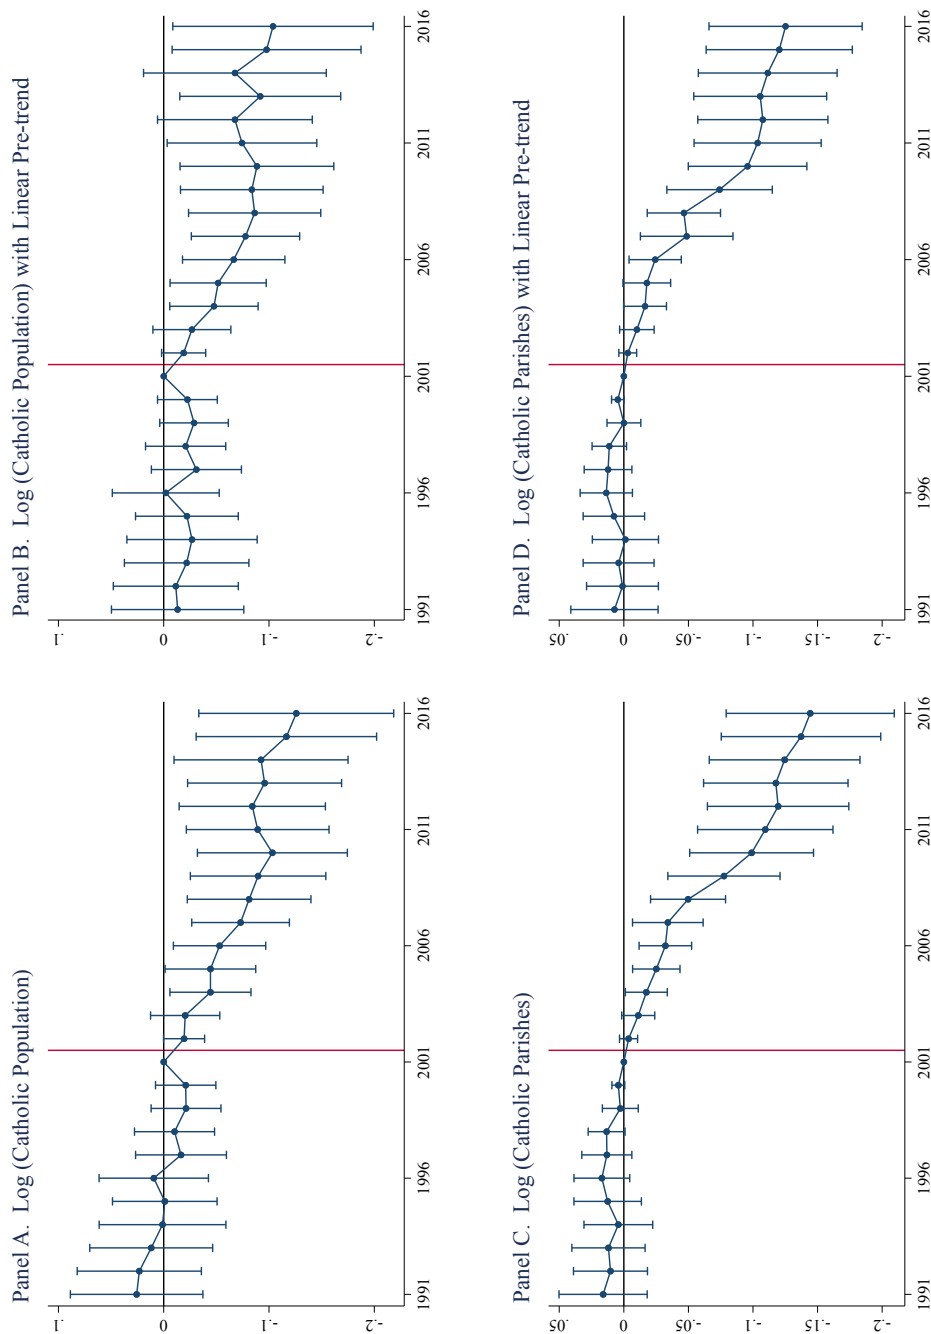 Panel A. Log (Catholic Population)
.1
0
-.1
-.2
1991 1996 2001 2006 2011 2016
Panel B. Log (Catholic Population) with Linear Pre-trend
.1
0
-.1
-.2
1991 1996 2001 2006 2011 2016
Panel C. Log (Catholic Parishes)
.05
0
-.05
-.1
-.15
-.2
1991 1996 2001 2006 2011 2016
Panel D. Log (Catholic Parishes) with Linear Pre-trend
.05
0
-.05
-.1
-.15
-.2
1991 1996 2001 2006 2011 2016